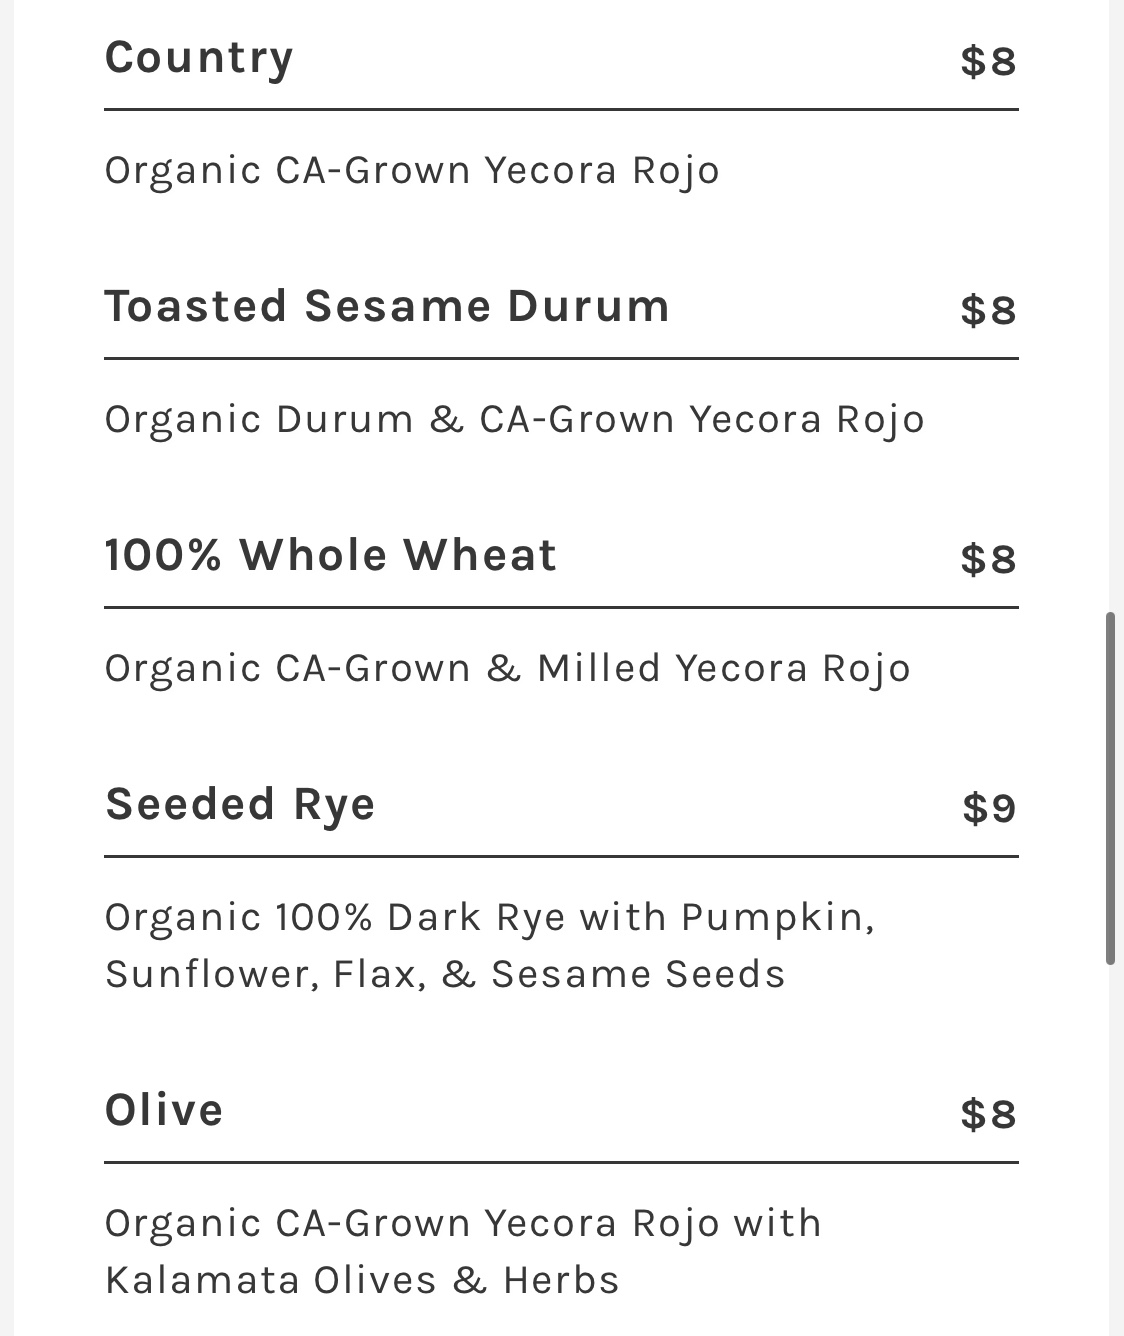 Country $8
Organic CA-Grown Yecora Rojo
Toasted Sesame Durum $8
Organic Durum & CA-Grown Yecora Rojo
100% Whole Wheat $8
Organic CA-Grown & Milled Yecora Rojo
Seeded Rye $9
Organic 100% Dark Rye with Pumpkin,
Sunflower, Flax, & Sesame Seeds
Olive $8
Organic CA-Grown Yecora Rojo with
Kalamata Olives & Herbs